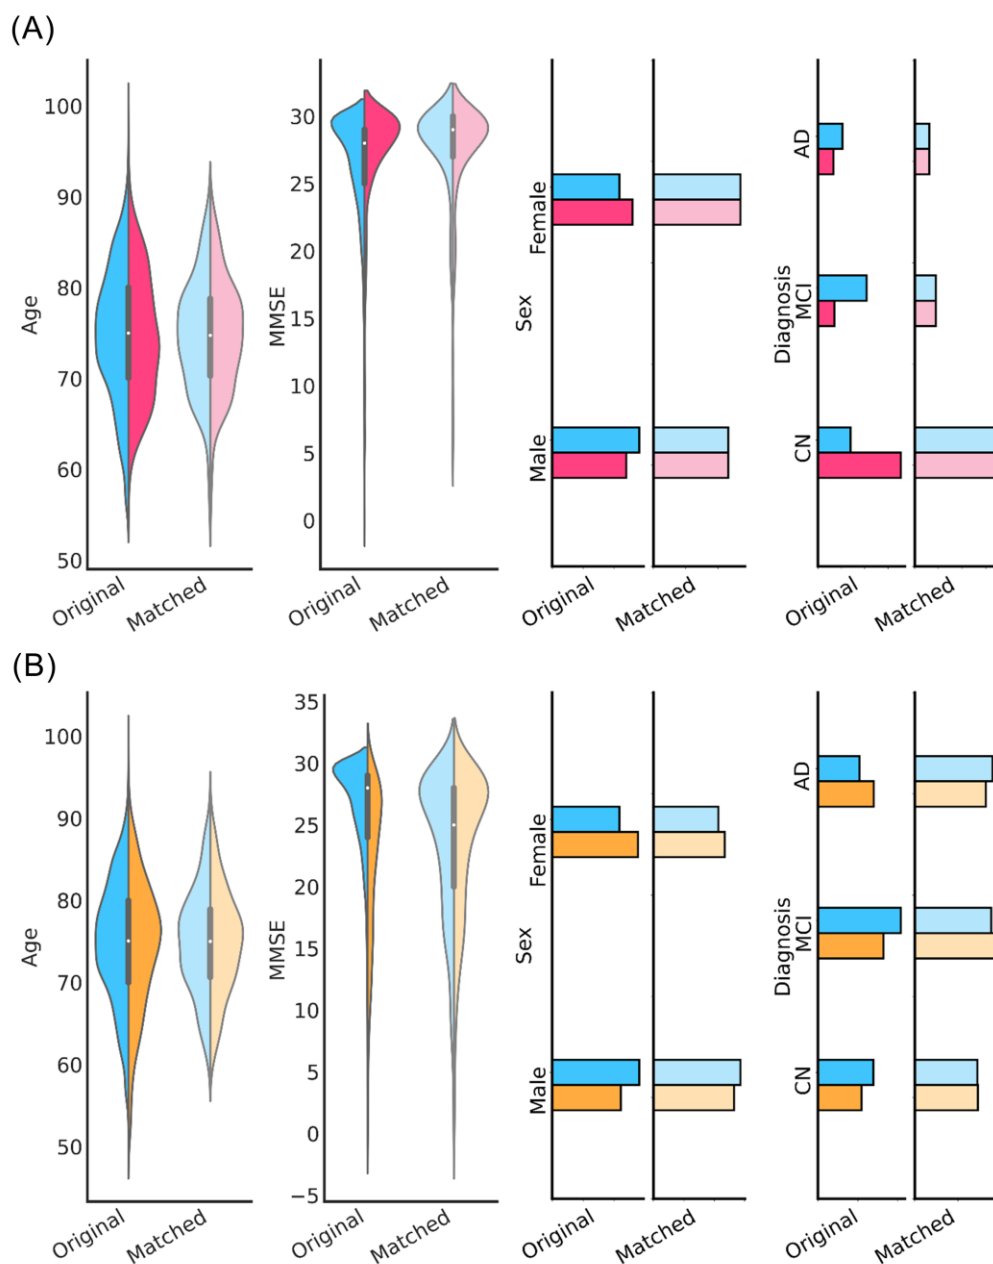 (A)
Age
100
90
80
70
60
50
Original
Matched
MMSE
30
25
20
15
10
5
0
Original
Matched
Sex
Female
Male
Original
Matched
Diagnosis
AD
MCI
CN
Original
Matched
(B)
Age
100
90
80
70
60
50
Original
Matched
MMSE
35
30
25
20
15
10
5
0
−5
Original
Matched
Sex
Female
Male
Original
Matched
Diagnosis
AD
MCI
CN
Original
Matched